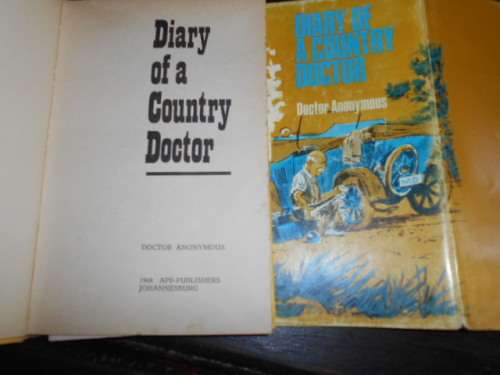 Diary
of a
Country
Doctor
DOCTOR ANONYMOUS
1968 APB-PUBLISHERS
JOHANNESBURG
DIARY OF
A COUNTRY
DOCTOR
Doctor Anonymous